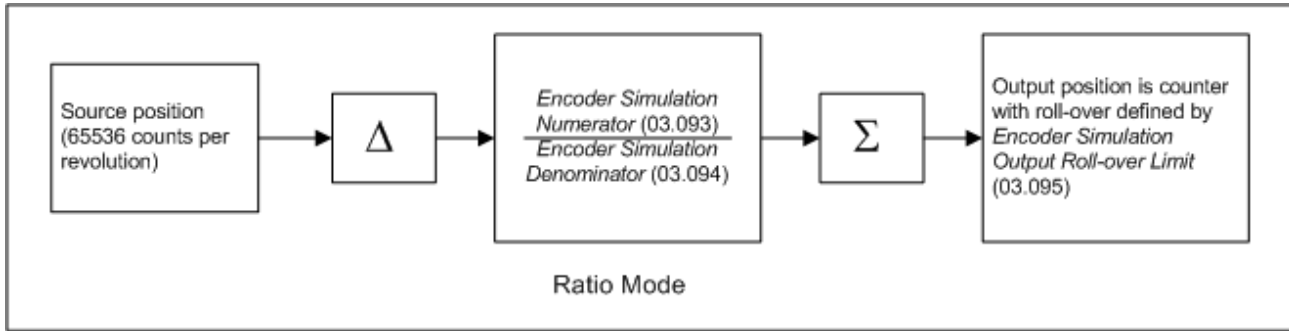 Source position
(65536 counts per
revolution)
Δ
Encoder Simulation
Numerator (03.093)
Encoder Simulation
Denominator (03.094)
Σ
Output position is counter
with roll-over defined by
Encoder Simulation
Output Roll-over Limit
(03.095)
Ratio Mode